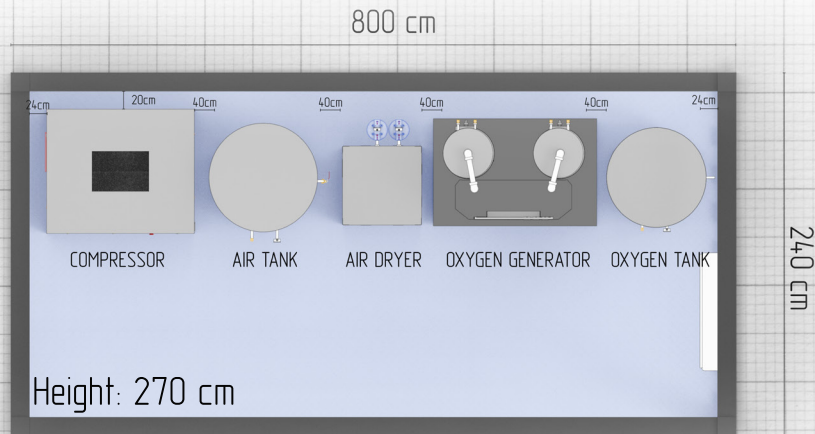 800 cm
24cm
20cm
40cm
40cm
40cm
40cm
24cm
COMPRESSOR
AIR TANK
AIR DRYER
OXYGEN GENERATOR
OXYGEN TANK
240 cm
Height: 270 cm